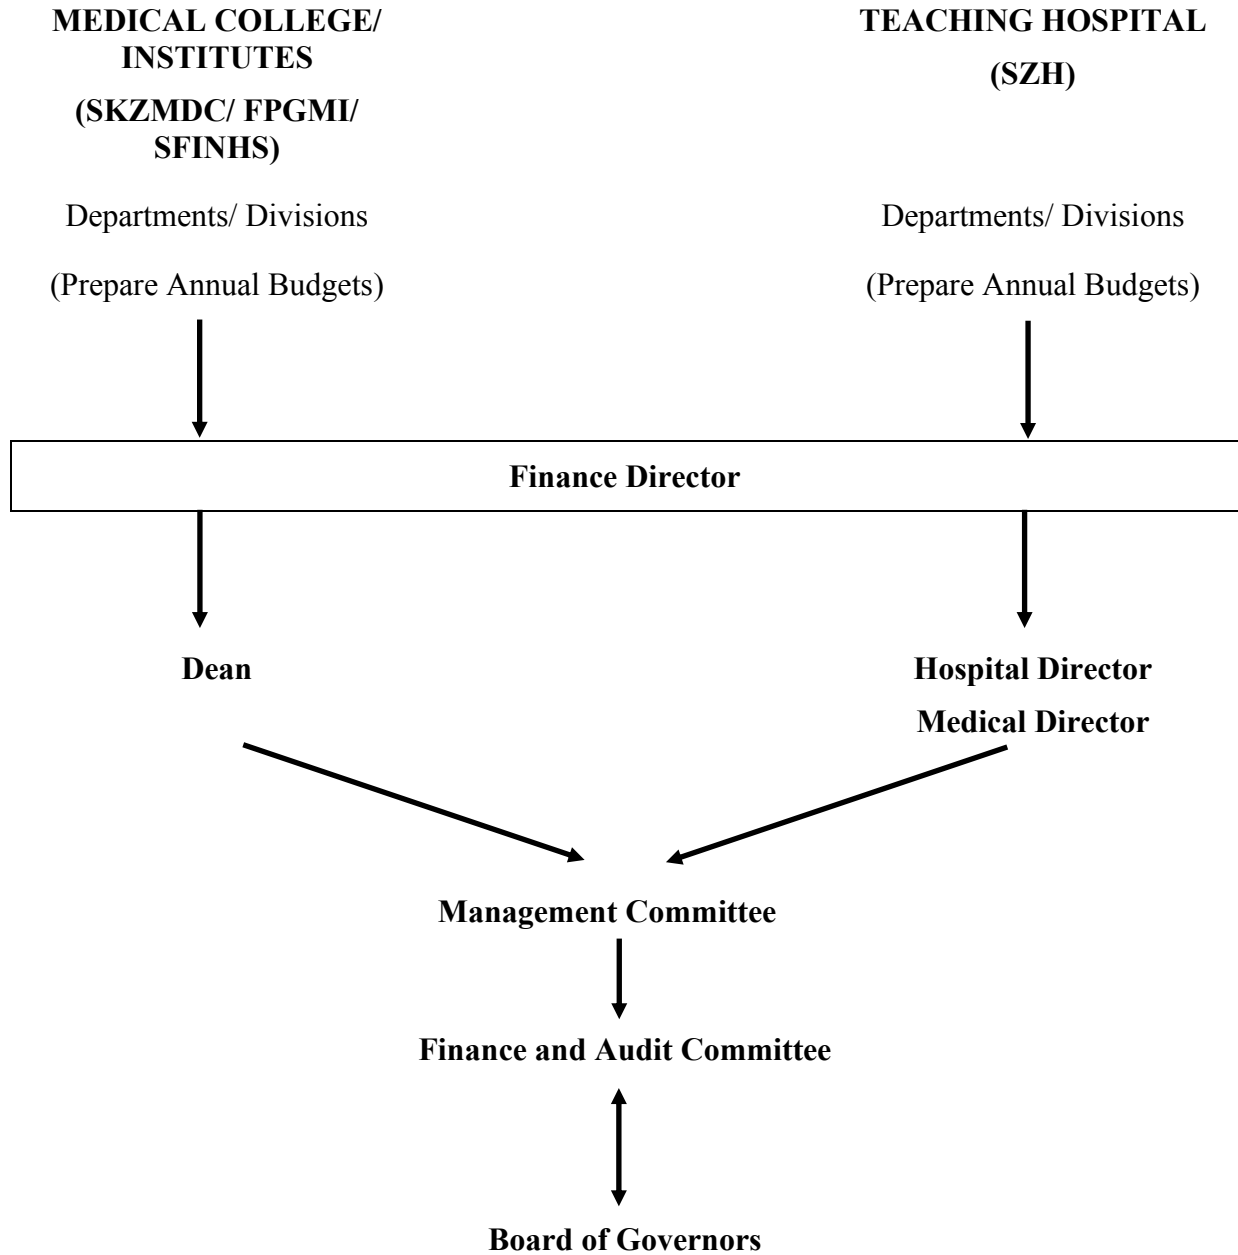 MEDICAL COLLEGE/
INSTITUTES
(SKZMDC/ FPGMI/
SFINHS)
Departments/ Divisions
(Prepare Annual Budgets)
TEACHING HOSPITAL
(SZH)
Departments/ Divisions
(Prepare Annual Budgets)
Finance Director
Dean
Hospital Director
Medical Director
Management Committee
Finance and Audit Committee
Board of Governors